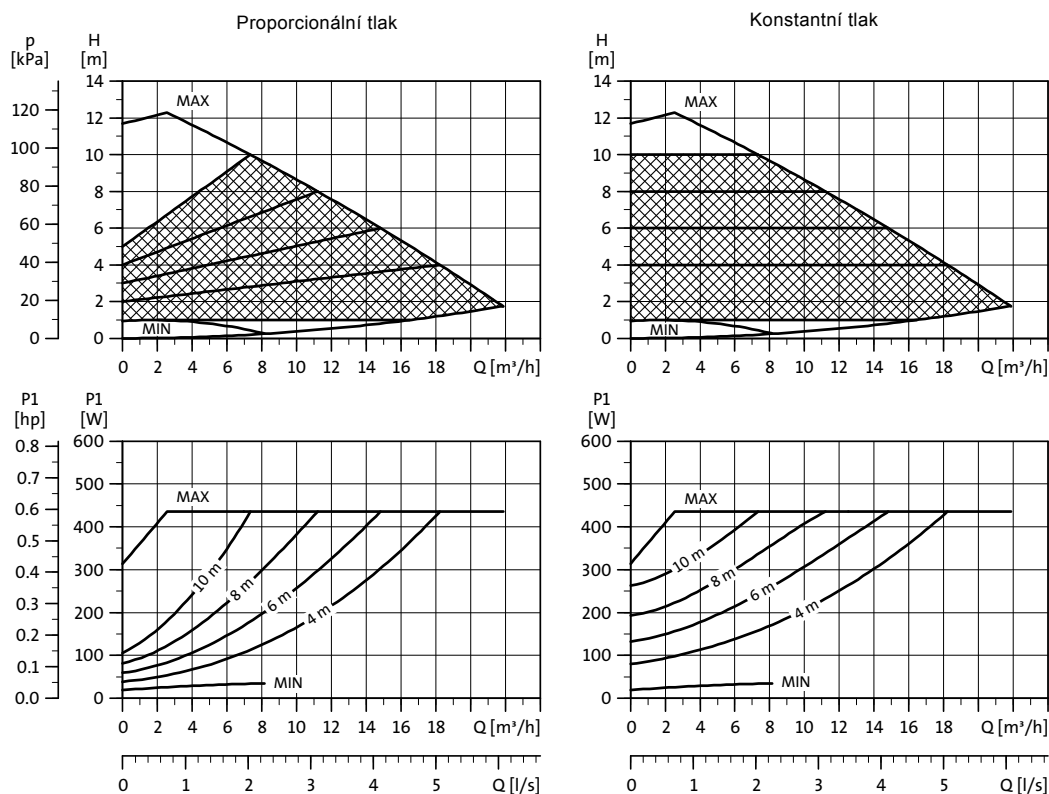 Proporcionální tlak
Konstantní tlak
p
[kPa]
H
[m]
H
[m]
14
12
10
8
6
4
2
0
120
100
80
60
40
20
0
MAX
MIN
0 2 4 6 8 10 12 14 16 18 Q [m³/h]
14
12
10
8
6
4
2
0
MAX
MIN
0 2 4 6 8 10 12 14 16 18 Q [m³/h]
P1
[hp]
P1
[W]
P1
[W]
0.8
0.7
0.6
0.5
0.4
0.3
0.2
0.1
0.0
600
500
400
300
200
100
0
MAX
10 m
8 m
6 m
4 m
MIN
0 2 4 6 8 10 12 14 16 18 Q [m³/h]
0 1 2 3 4 5 Q [l/s]
600
500
400
300
200
100
0
MAX
10 m
8 m
6 m
4 m
MIN
0 2 4 6 8 10 12 14 16 18 Q [m³/h]
0 1 2 3 4 5 Q [l/s]